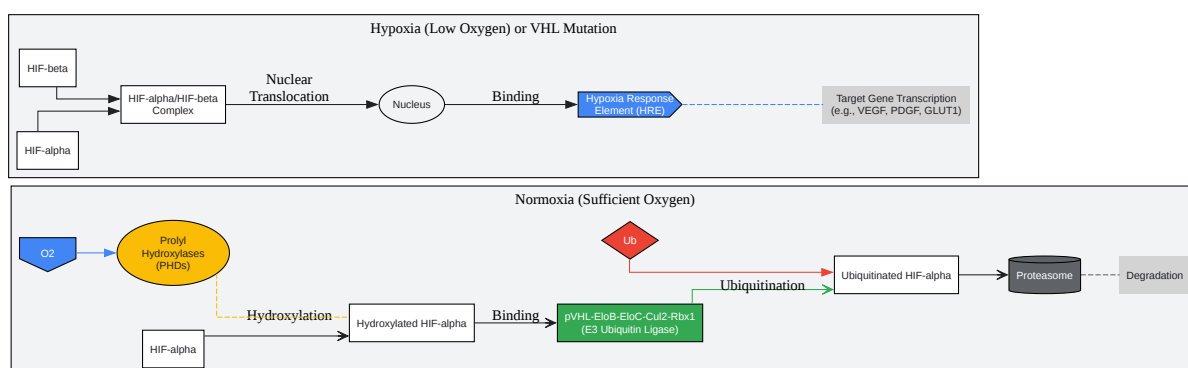 Hypoxia (Low Oxygen) or VHL Mutation
HIF-beta
HIF-alpha
HIF-alpha/HIF-beta
Complex
Nuclear
Translocation
Nucleus
Binding
Hypoxia Response
Element (HRE)
Target Gene Transcription
(e.g., VEGF, PDGF, GLUT1)
Normoxia (Sufficient Oxygen)
O2
Prolyl
Hydroxylases
(PHDs)
HIF-alpha
Hydroxylation
Hydroxylated HIF-alpha
Binding
pVHL-EloB-EloC-Cul2-Rbx1
(E3 Ubiquitin Ligase)
Ub
Ubiquitination
Ubiquitinated HIF-alpha
Proteasome
Degradation